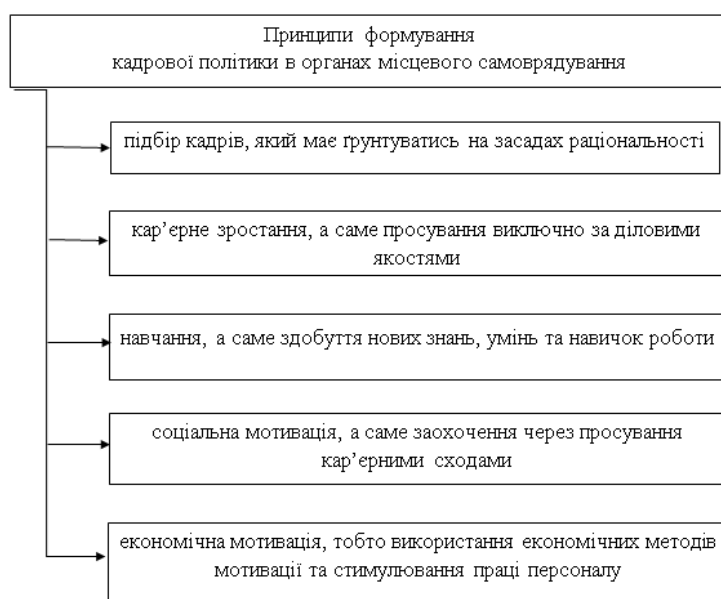 Принципи формування
кадрової політики в органах місцевого самоврядування
підбір кадрів, який має ґрунтуватись на засадах раціональності
кар’єрне зростання, а саме просування виключно за діловими
якостями
навчання, а саме здобуття нових знань, умінь та навичок роботи
соціальна мотивація, а саме заохочення через просування
кар’єрними сходами
економічна мотивація, тобто використання економічних методів
мотивації та стимулювання праці персоналу